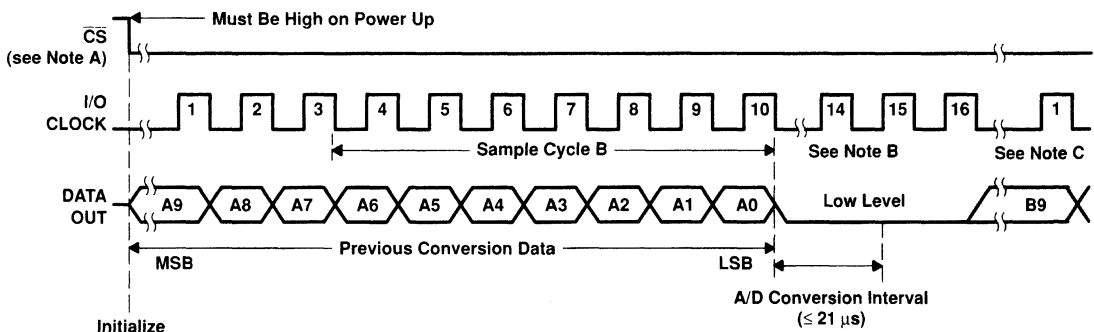 Must Be High on Power Up
CS
(see Note A)
I/O
CLOCK
1 2 3 4 5 6 7 8 9 10 14 15 16 1
Sample Cycle B
See Note B
See Note C
DATA
OUT
A9 A8 A7 A6 A5 A4 A3 A2 A1 A0 Low Level B9
Previous Conversion Data
MSB
LSB
A/D Conversion Interval
(≤ 21 μs)
Initialize